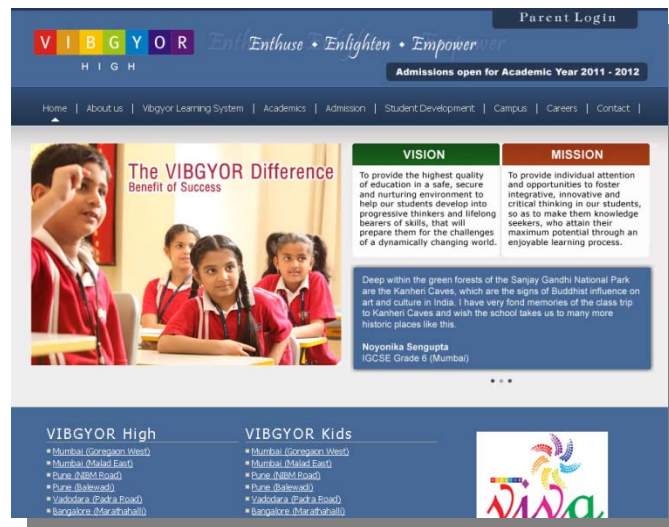 Parent Login
VIBGYOR
HIGH
Enthuse • Enlighten • Empower
Admissions open for Academic Year 2011 - 2012
Home | About us | Vibgyor Learning System | Academics | Admission | Student Development | Campus | Careers | Contact |
The VIBGYOR Difference
Benefit of Success
VISION
To provide the highest quality
of education in a safe, secure
and nurturing environment to
help our students develop into
progressive thinkers and lifelong
bearers of skills, that will
prepare them for the challenges
of a dynamically changing world.
MISSION
To provide individual attention
and opportunities to foster
integrative, innovative and
critical thinking in our students,
so as to make them knowledge
seekers, who attain their
maximum potential through an
enjoyable learning process.
Deep within the green forests of the Sanjay Gandhi National Park
are the Kanheri Caves, which are the signs of Buddhist influence on
art and culture in India. I have very fond memories of the class trip
to Kanheri Caves and wish the school takes us to many more
historic places like this.
Noyonika Sengupta
IGCSE Grade 6 (Mumbai)
VIBGYOR High
Mumbai (Goregaon West)
Mumbai (Malad East)
Pune (NIBM Road)
Pune (Balewadi)
Vadodara (Padra Road)
Bangalore (Marathahalli)
VIBGYOR Kids
Mumbai (Goregaon West)
Mumbai (Malad East)
Pune (NIBM Road)
Pune (Balewadi)
Vadodara (Padra Road)
Bangalore (Marathahalli)
viva